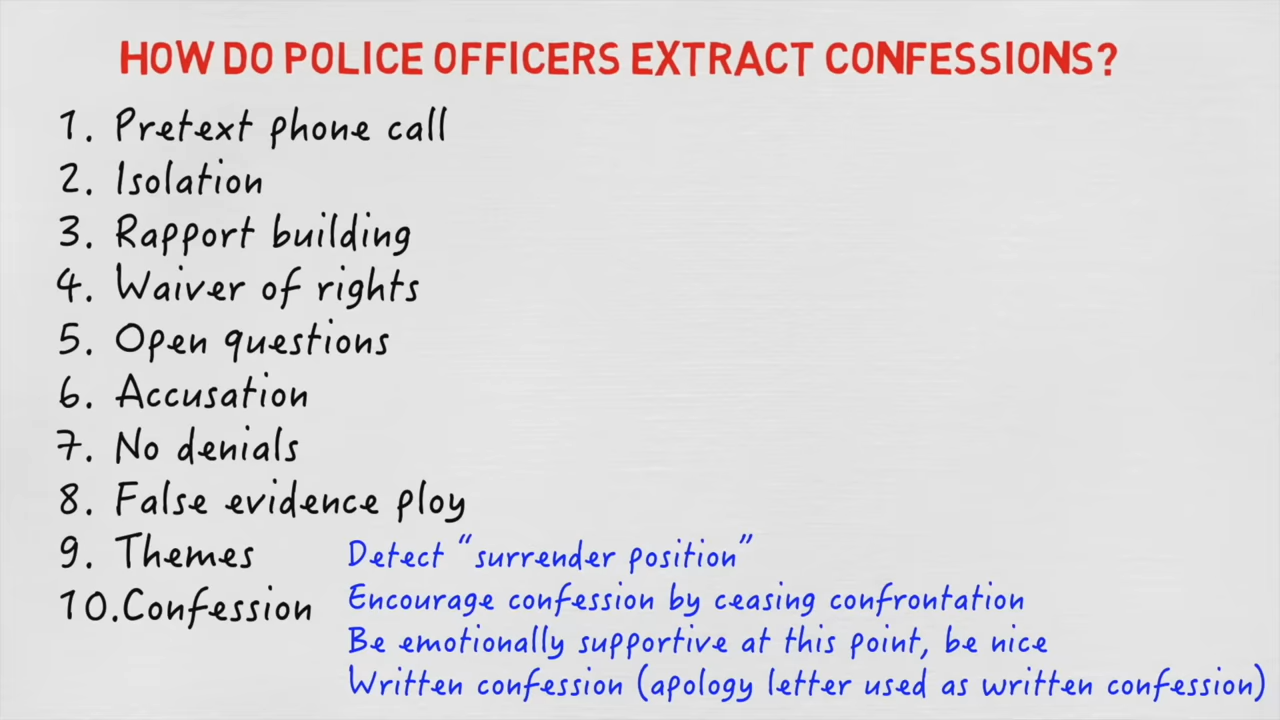 HOW DO POLICE OFFICERS EXTRACT CONFESSIONS?
1. Pretext phone call
2. Isolation
3. Rapport building
4. Waiver of rights
5. Open questions
6. Accusation
7. No denials
8. False evidence ploy
9. Themes
10.Confession
Detect “surrender position”
Encourage confession by ceasing confrontation
Be emotionally supportive at this point, be nice
Written confession (apology letter used as written confession)